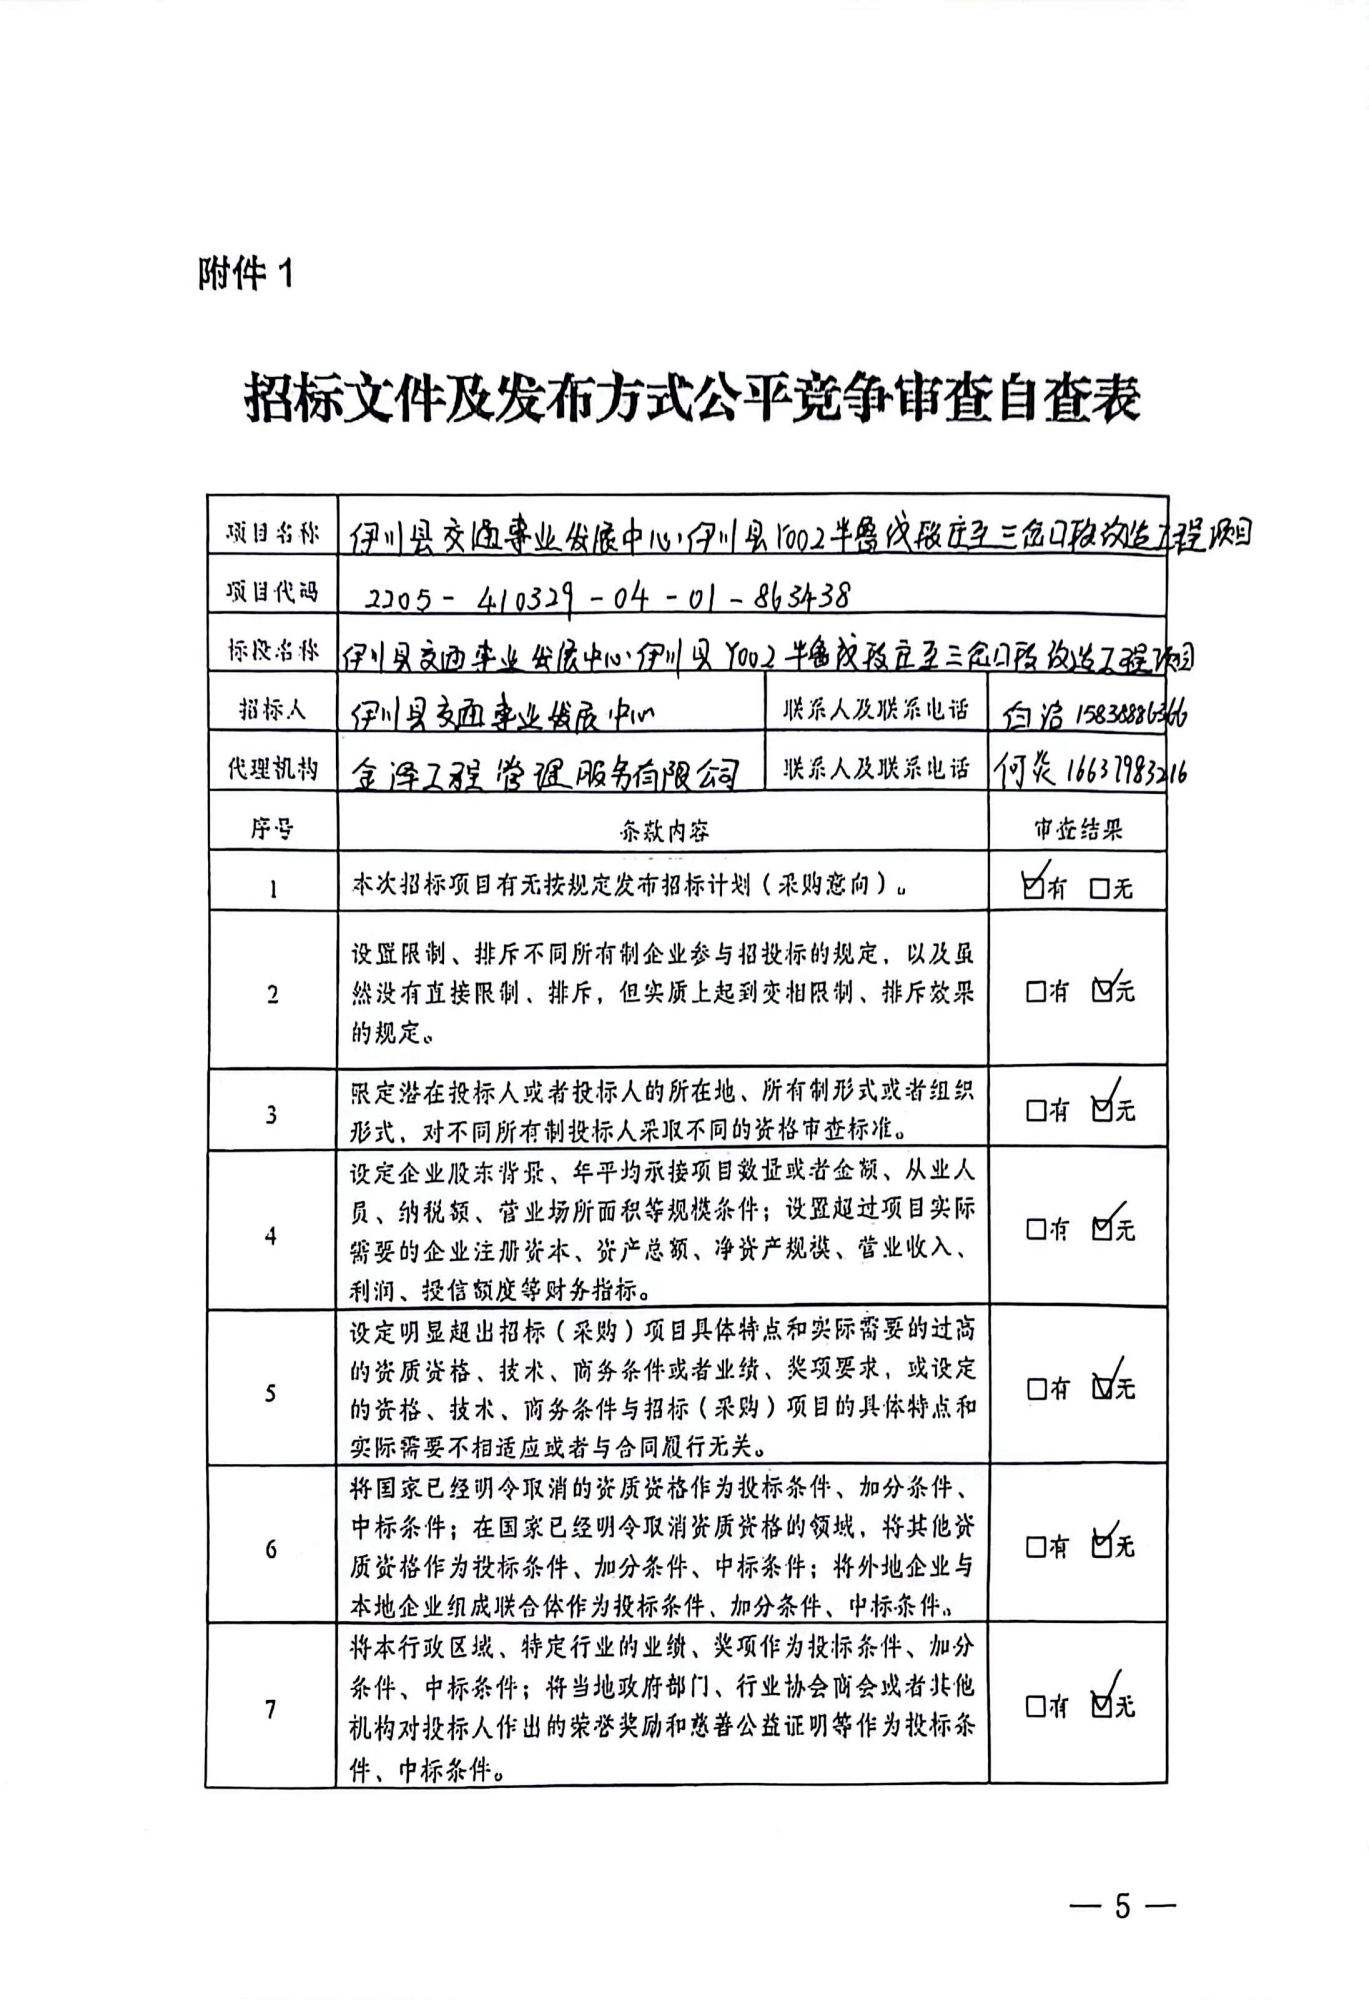 附件1
招标文件及发布方式公平竞争审查自查表
项目名称 伊川县交通事业发展中心伊川县Y002半鲁线段庄至三岔口段改造工程项目
项目代码 2205-410329-04-01-863438
标段名称 伊川县交通事业发展中心伊川县Y002半鲁线段庄至三岔口段改造工程项目
招标人 伊川县交通事业发展中心 联系人及联系电话 白洁 15838886366
代理机构 金泽工程管理服务有限公司 联系人及联系电话 何炎 16637983216
序号 条款内容 审查结果
1 本次招标项目有无按规定发布招标计划（采购意向）。 ☑有 □无
设置限制、排斥不同所有制企业参与招投标的规定，以及虽
2 然没有直接限制、排斥，但实质上起到变相限制、排斥效果 □有 ☑无
的规定。
限定潜在投标人或者投标人的所在地、所有制形式或者组织
3 形式，对不同所有制投标人采取不同的资格审查标准。 □有 ☑无
设定企业股东背景、年平均承接项目数量或者金额、从业人
员、纳税额、营业场所面积等规模条件；设置超过项目实际
4 需要的企业注册资本、资产总额、净资产规模、营业收入、 □有 ☑无
利润、授信额度等财务指标。
设定明显超出招标（采购）项目具体特点和实际需要的过高
的资质资格、技术、商务条件或者业绩、奖项要求，或设定
5 的资格、技术、商务条件与招标（采购）项目的具体特点和 □有 ☑无
实际需要不相适应或者与合同履行无关。
将国家已经明令取消的资质资格作为投标条件、加分条件、
中标条件；在国家已经明令取消资质资格的领域，将其他资
6 质资格作为投标条件、加分条件、中标条件；将外地企业与 □有 ☑无
本地企业组成联合体作为投标条件、加分条件、中标条件。
将本行政区域、特定行业的业绩、奖项作为投标条件、加分
条件、中标条件；将当地政府部门、行业协会商会或者其他
7 机构对投标人作出的荣誉奖励和慈善公益证明等作为投标条 □有 ☑无
件、中标条件。
— 5 —